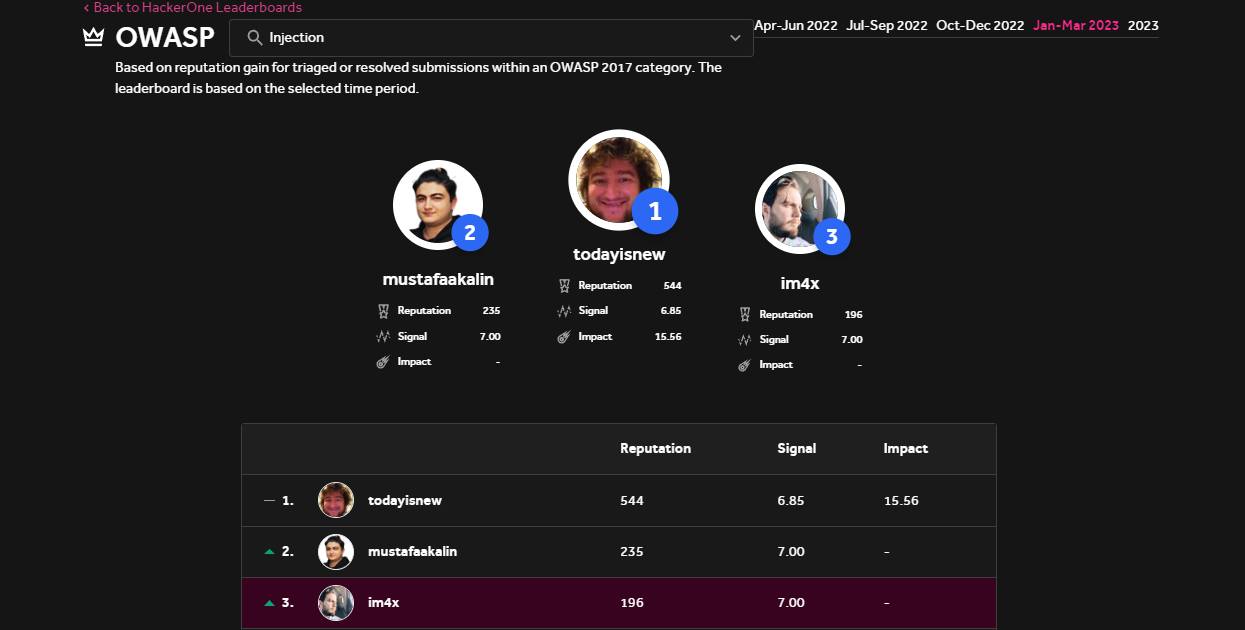 ‹ Back to HackerOne Leaderboards
OWASP Injection Apr-Jun 2022 Jul-Sep 2022 Oct-Dec 2022 Jan-Mar 2023 2023
Based on reputation gain for triaged or resolved submissions within an OWASP 2017 category. The
leaderboard is based on the selected time period.
1
2
3
todayisnew
Reputation 544
Signal 6.85
Impact 15.56
mustafaakalin
Reputation 235
Signal 7.00
Impact -
im4x
Reputation 196
Signal 7.00
Impact -
Reputation Signal Impact
1. todayisnew 544 6.85 15.56
2. mustafaakalin 235 7.00 -
3. im4x 196 7.00 -